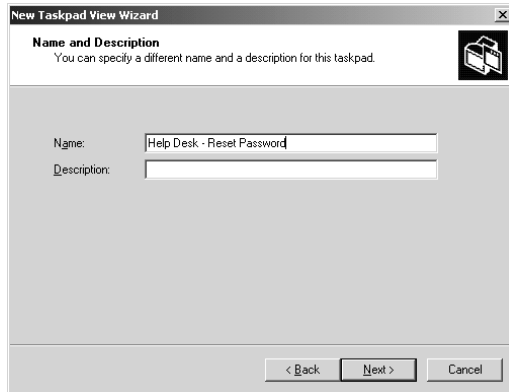 New Taskpad View Wizard
Name and Description
You can specify a different name and a description for this taskpad.
Name:
Help Desk - Reset Password
Description:
< Back
Next >
Cancel